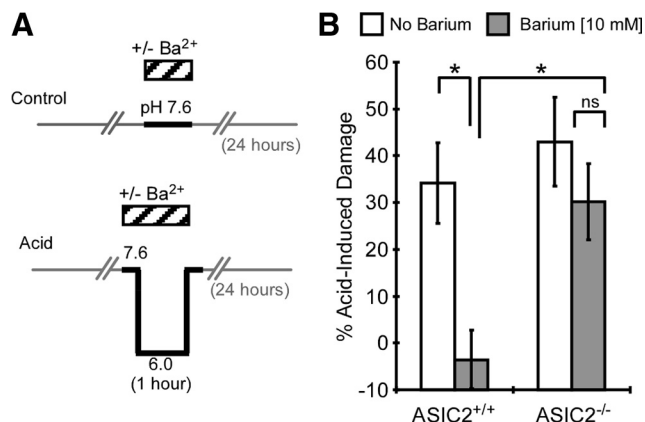 A
+/- Ba²⁺
Control
pH 7.6
(24 hours)
+/- Ba²⁺
Acid
7.6
(24 hours)
6.0
(1 hour)
B
No Barium
Barium [10 mM]
% Acid-Induced Damage
60
50
40
30
20
10
0
-10
*
*
ns
ASIC2⁺/⁺
ASIC2⁻/⁻